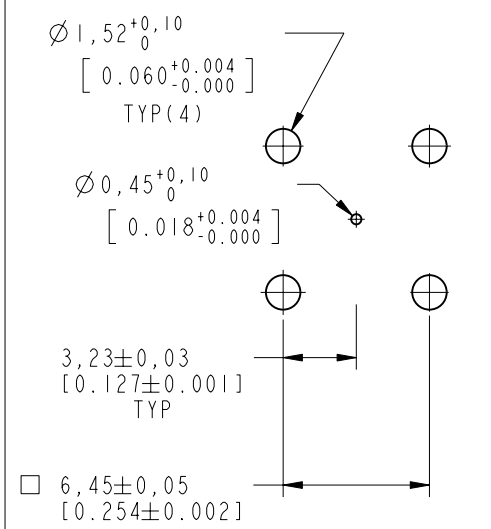 ⌀1,52 +0,10 0
[ 0.060 +0.004 -0.000 ]
TYP(4)
⌀0,45 +0,10 0
[ 0.018 +0.004 -0.000 ]
3,23±0,03
[0.127±0.001]
TYP
□ 6,45±0,05
[0.254±0.002]